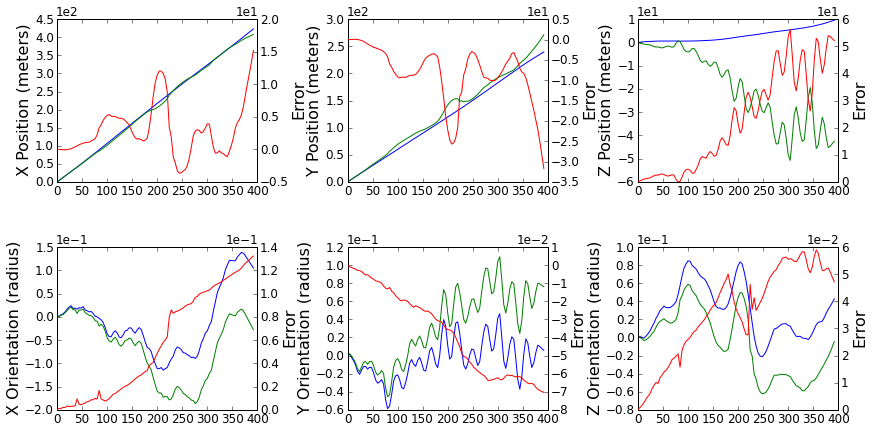 1e2 1e1 1e1 1e1 1e1
4.5 2.0 3.0 0.5 1 6
4.0 1.5 2.5 0.0 0 5
3.5 1.0 2.0 −0.5 −1 4
3.0 0.5 1.5 −1.0 −2 3
2.5 0.0 1.0 −1.5 −3 2
2.0 −0.5 0.5 −2.0 −4 1
1.5 0.0 −2.5 −5 0
1.0 −3.0 −6
0.5 −3.5
0.0
X Position (meters) Error Y Position (meters) Error Z Position (meters) Error
0 50 100 150 200 250 300 350 400 0 50 100 150 200 250 300 350 400 0 50 100 150 200 250 300 350 400
1e−1 1e−1 1e−1 1e−2 1e−1 1e−2
1.5 1.4 1.2 1 1.0 6
1.0 1.2 1.0 0 0.8 5
0.5 1.0 0.8 −1 0.6 4
0.0 0.8 0.6 −2 0.4 3
−0.5 0.6 0.4 −3 0.2 2
−1.0 0.4 0.2 −4 0.0 1
−1.5 0.2 0.0 −5 −0.2 0
−2.0 0.0 −0.2 −6 −0.4
−0.4 −7 −0.6
−0.6 −8 −0.8
X Orientation (radius) Error Y Orientation (radius) Error Z Orientation (radius) Error
0 50 100 150 200 250 300 350 400 0 50 100 150 200 250 300 350 400 0 50 100 150 200 250 300 350 400